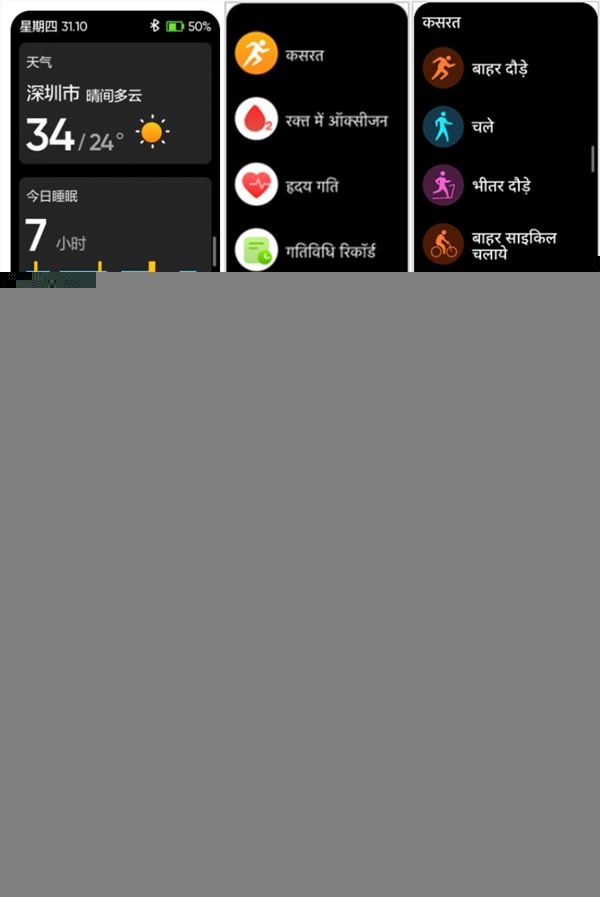 星期四 31.10 50%
天气
深圳市 晴间多云
34 / 24°
今日睡眠
7 小时
कसरत
रक्त में ऑक्सीजन
हृदय गति
गतिविधि रिकॉर्ड
कसरत
बाहर दौड़े
चले
भीतर दौड़े
बाहर साइकिल
चलाये